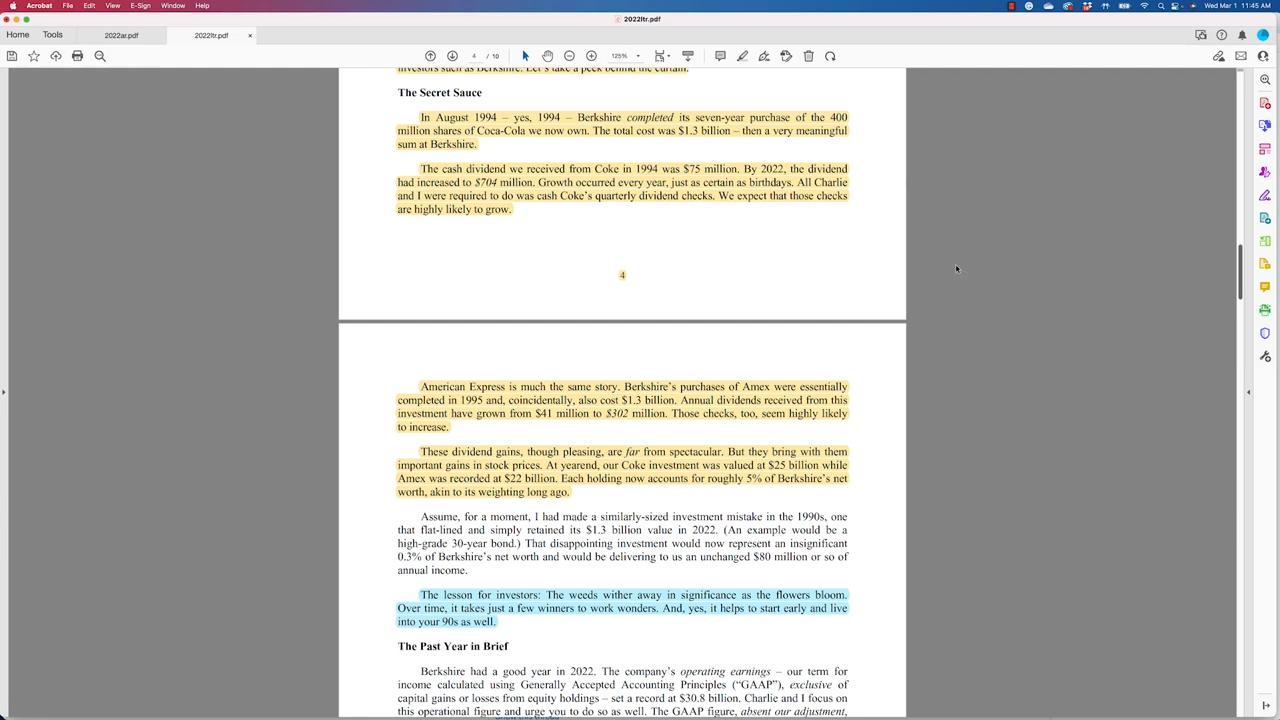 Acrobat File Edit View E-Sign Window Help
Wed Mar 1 11:45 AM
2022ltr.pdf
Home Tools 2022ar.pdf 2022ltr.pdf ×
4 / 10 125%
investors such as Berkshire. Let's take a peek behind the curtain.
The Secret Sauce
In August 1994 – yes, 1994 – Berkshire completed its seven-year purchase of the 400
million shares of Coca-Cola we now own. The total cost was $1.3 billion – then a very meaningful
sum at Berkshire.
The cash dividend we received from Coke in 1994 was $75 million. By 2022, the dividend
had increased to $704 million. Growth occurred every year, just as certain as birthdays. All Charlie
and I were required to do was cash Coke's quarterly dividend checks. We expect that those checks
are highly likely to grow.
4
American Express is much the same story. Berkshire's purchases of Amex were essentially
completed in 1995 and, coincidentally, also cost $1.3 billion. Annual dividends received from this
investment have grown from $41 million to $302 million. Those checks, too, seem highly likely
to increase.
These dividend gains, though pleasing, are far from spectacular. But they bring with them
important gains in stock prices. At yearend, our Coke investment was valued at $25 billion while
Amex was recorded at $22 billion. Each holding now accounts for roughly 5% of Berkshire's net
worth, akin to its weighting long ago.
Assume, for a moment, I had made a similarly-sized investment mistake in the 1990s, one
that flat-lined and simply retained its $1.3 billion value in 2022. (An example would be a
high-grade 30-year bond.) That disappointing investment would now represent an insignificant
0.3% of Berkshire's net worth and would be delivering to us an unchanged $80 million or so of
annual income.
The lesson for investors: The weeds wither away in significance as the flowers bloom.
Over time, it takes just a few winners to work wonders. And, yes, it helps to start early and live
into your 90s as well.
The Past Year in Brief
Berkshire had a good year in 2022. The company's operating earnings – our term for
income calculated using Generally Accepted Accounting Principles ("GAAP"), exclusive of
capital gains or losses from equity holdings – set a record at $30.8 billion. Charlie and I focus on
this operational figure and urge you to do so as well. The GAAP figure, absent our adjustment,